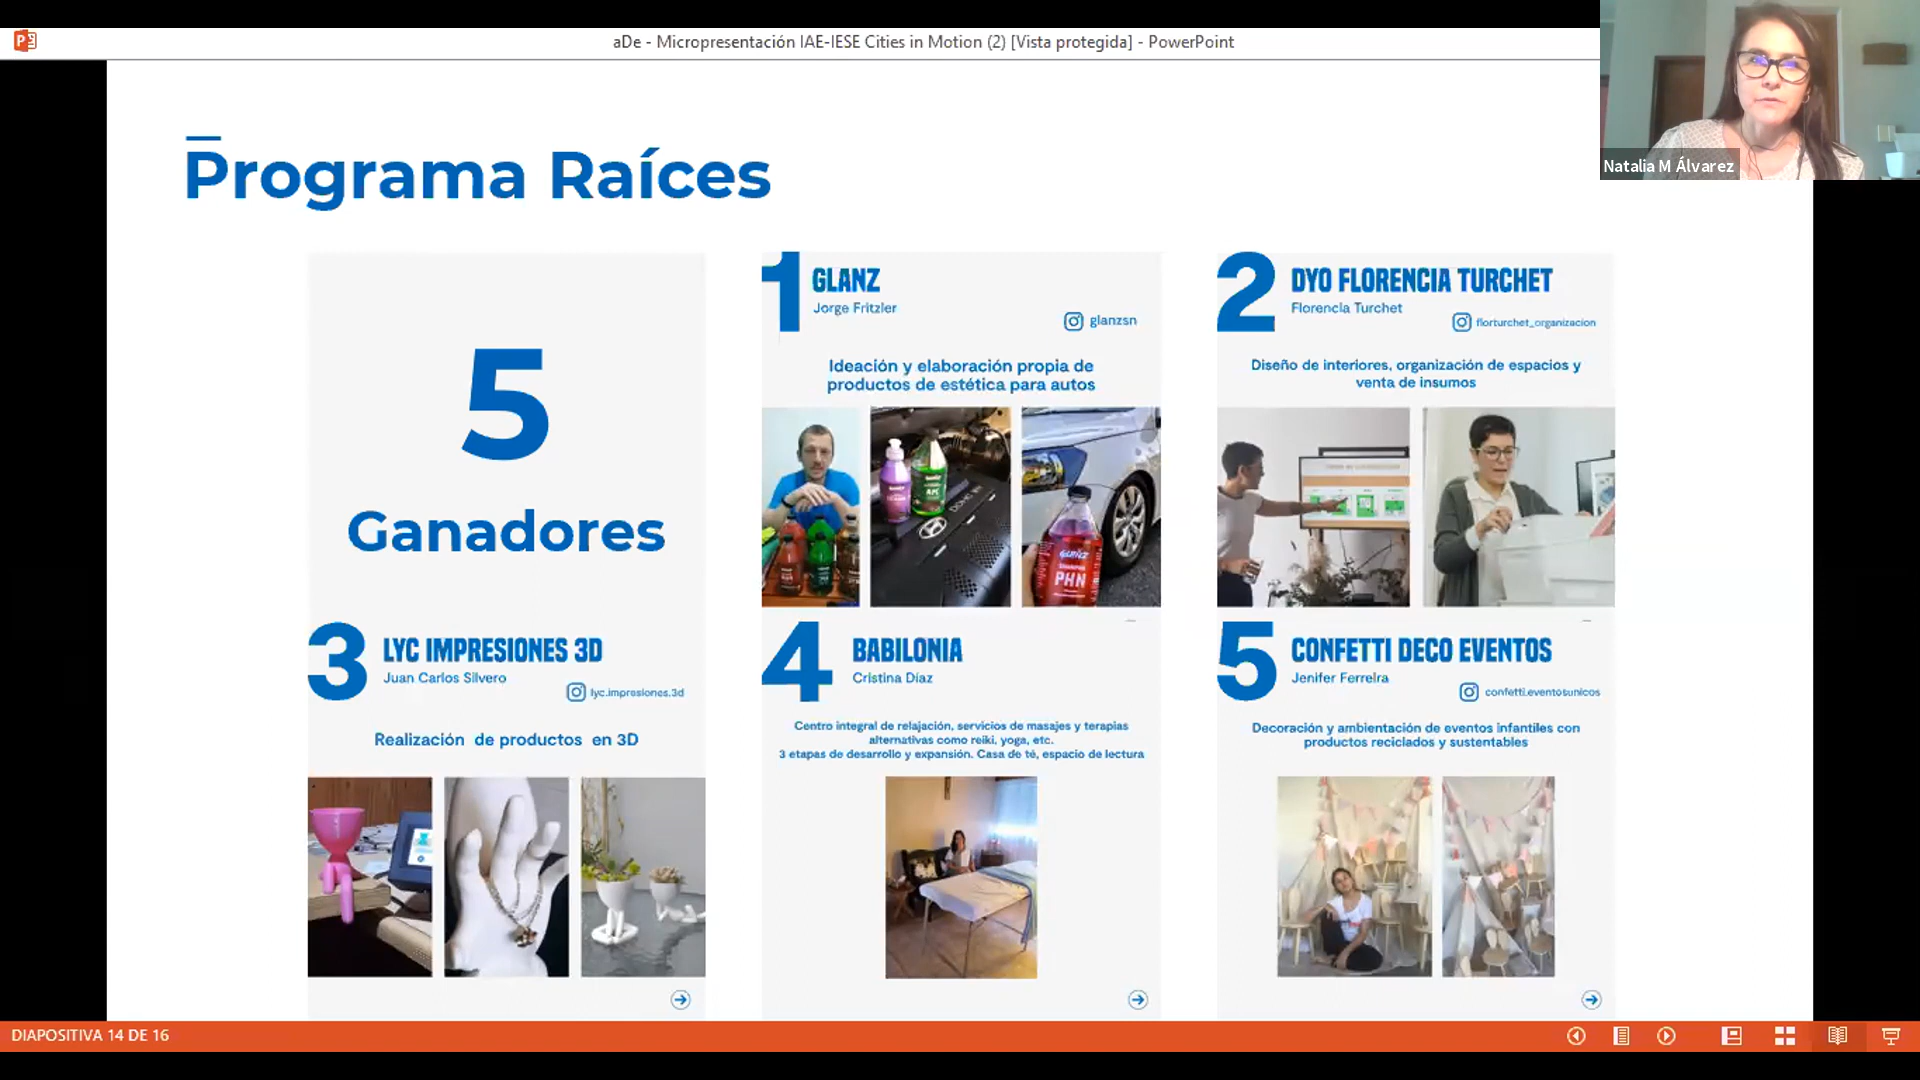 aDe - Micropresentación IAE-IESE Cities in Motion (2) [Vista protegida] - PowerPoint
Natalia M Álvarez
Programa Raíces
5
Ganadores
1
GLANZ
Jorge Fritzler
glanzsn
Ideación y elaboración propia de
productos de estética para autos
GLANZ
SHAMPOO
PHN
2
DYO FLORENCIA TURCHET
Florencia Turchet
florturchet_organizacion
Diseño de interiores, organización de espacios y
venta de insumos
3
LYC IMPRESIONES 3D
Juan Carlos Silvero
lyc.impresiones.3d
Realización de productos en 3D
4
BABILONIA
Cristina Díaz
Centro integral de relajación, servicios de masajes y terapias
alternativas como reiki, yoga, etc.
3 etapas de desarrollo y expansión. Casa de té, espacio de lectura
5
CONFETTI DECO EVENTOS
Jenifer Ferreira
confetti.eventosunicos
Decoración y ambientación de eventos infantiles con
productos reciclados y sustentables
DIAPOSITIVA 14 DE 16